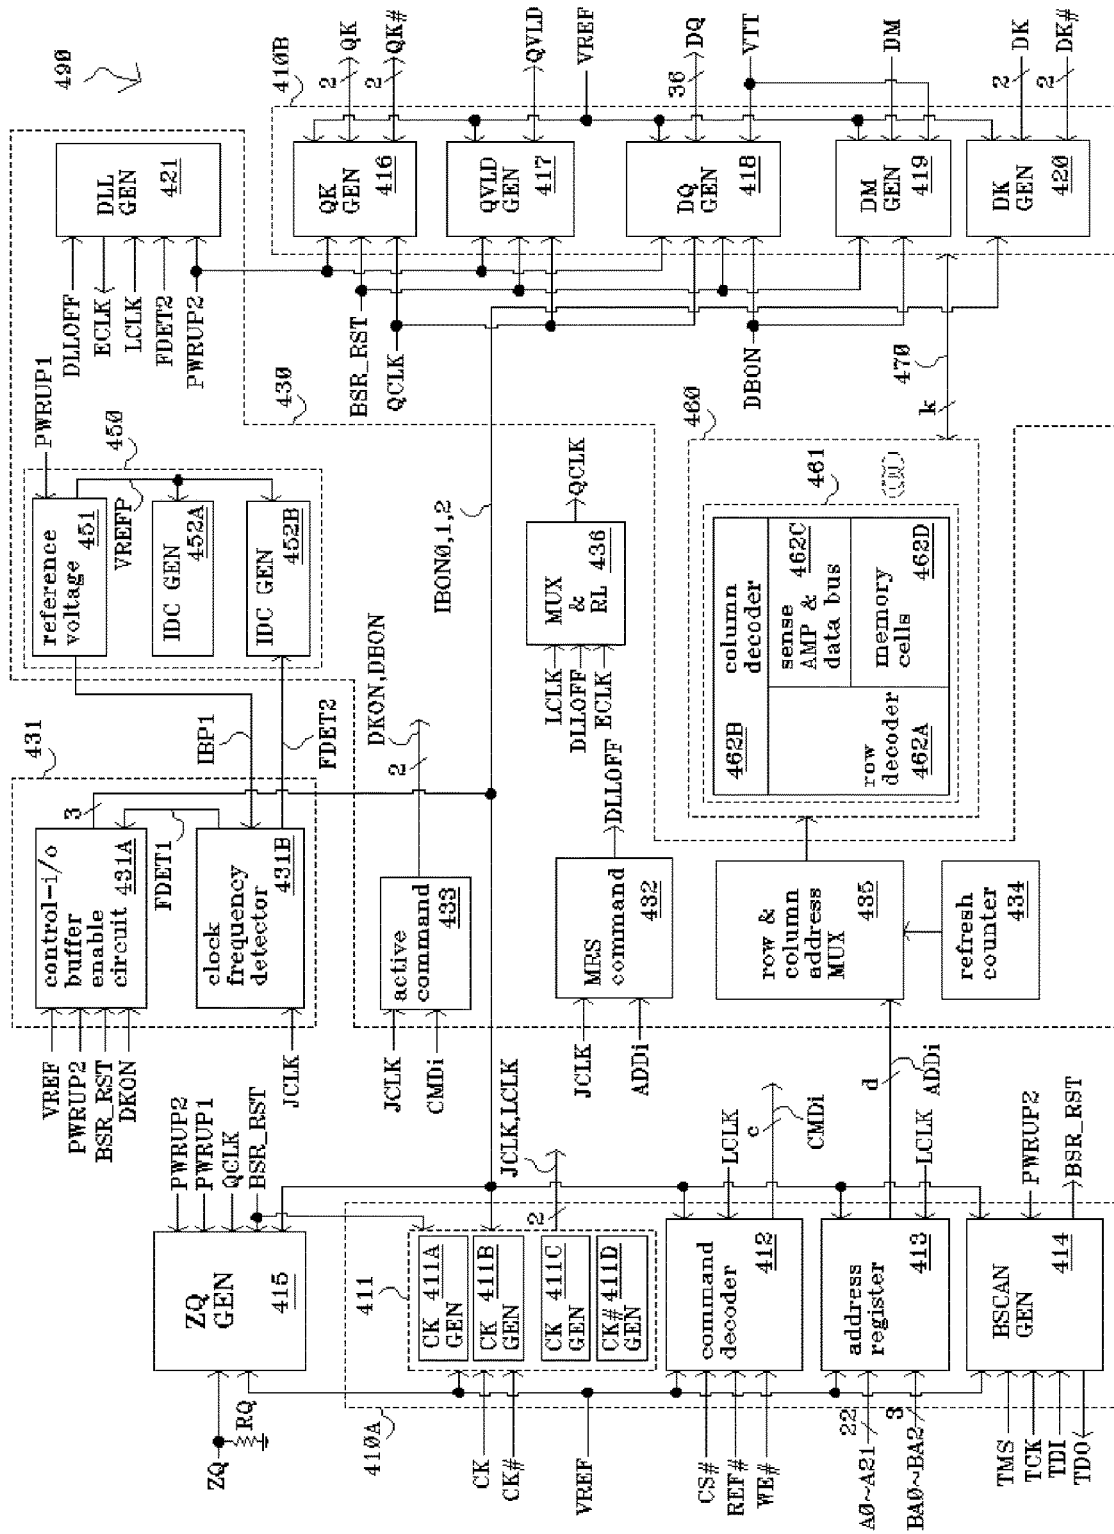 490
410B
QK
QK#
QVLD
VREF
DQ
VTT
DM
DK
DK#
2
2
36
2
2
DLL
GEN
421
QK
GEN
416
QVLD
GEN
417
DQ
GEN
418
DM
GEN
419
DK
GEN
420
DLLOFF
ECLK
LCLK
FDET2
PWRUP2
BSR_RST
QCLK
DBON
430
470
k
PWRUP1
450
reference
voltage
451
VREFP
IDC GEN
452A
IDC GEN
452B
IBP1
FDET2
431
3
control-i/o
buffer
enable
circuit
431A
FDET1
clock
frequency
detector
431B
VREF
PWRUP2
BSR_RST
DKON
JCLK
DKON,DBON
2
active
command
433
JCLK
CMDi
IBON0,1,2
QCLK
MUX
&
RL
436
LCLK
DLLOFF
ECLK
DLLOFF
MRS
command
432
JCLK
ADDi
460
461
column
decoder
462B
sense
AMP &
data bus
462C
memory
cells
462D
row
decoder
462A
row &
column
address
MUX
435
refresh
counter
434
d
ADDi
PWRUP2
PWRUP1
QCLK
BSR_RST
ZQ
GEN
415
ZQ
RQ
JCLK,LCLK
2
411
CK
GEN
411A
CK
GEN
411B
CK
GEN
411C
CK#
GEN
411D
410A
CK
CK#
VREF
LCLK
c
CMDi
command
decoder
412
CS#
REF#
WE#
LCLK
address
register
413
22
3
A0~A21
BA0~BA2
PWRUP2
BSR_RST
BSCAN
GEN
414
TMS
TCK
TDI
TDO